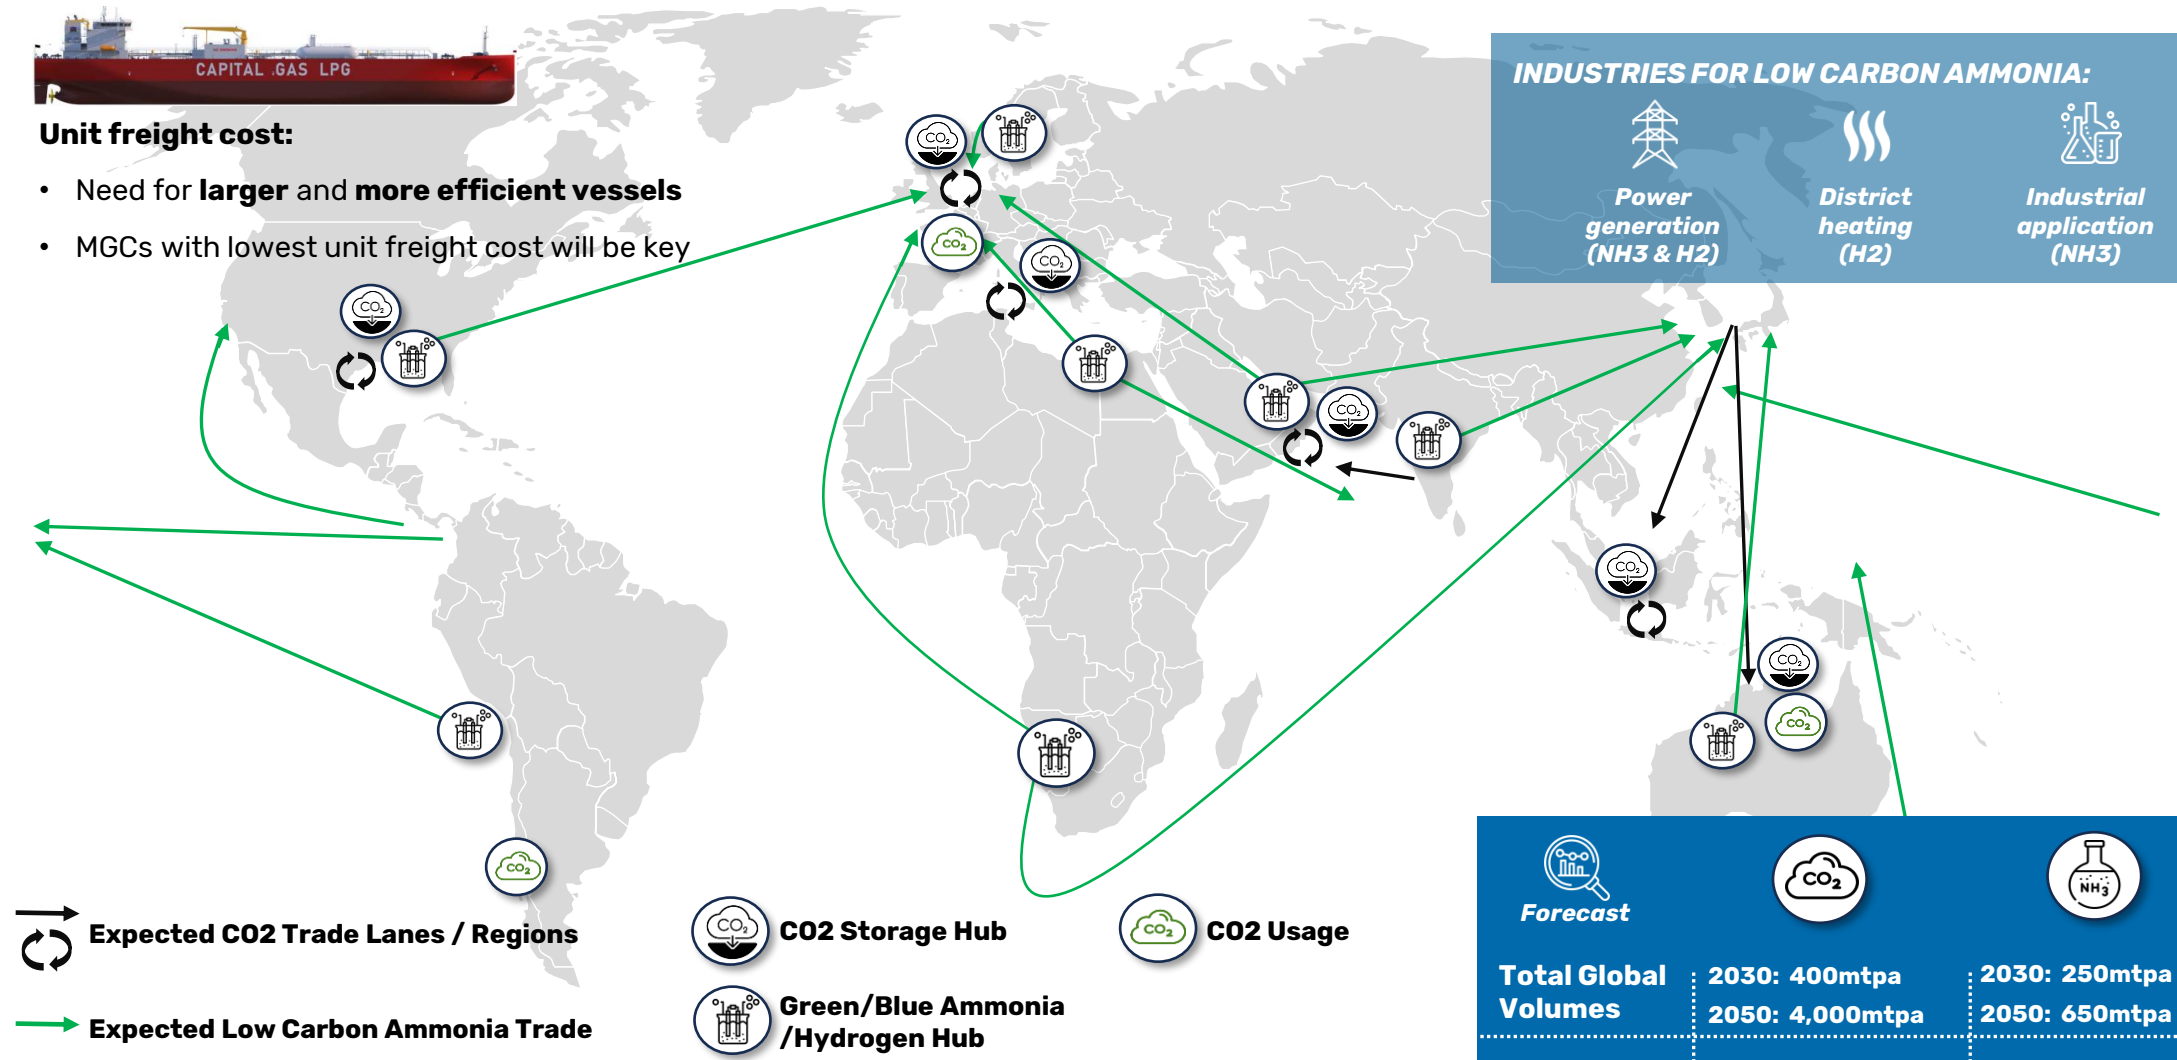 CAPITAL GAS LPG
Unit freight cost:
• Need for larger and more efficient vessels
• MGCs with lowest unit freight cost will be key
INDUSTRIES FOR LOW CARBON AMMONIA:
Power
generation
(NH3 & H2)
District
heating
(H2)
Industrial
application
(NH3)
CO2
CO2
CO2
CO2
CO2
CO2
CO2
CO2
CO2
Expected CO2 Trade Lanes / Regions
Expected Low Carbon Ammonia Trade
CO2
CO2 Storage Hub
Green/Blue Ammonia
/Hydrogen Hub
CO2
CO2 Usage
Forecast
CO2
NH3
Total Global
Volumes
2030: 400mtpa
2050: 4,000mtpa
2030: 250mtpa
2050: 650mtpa